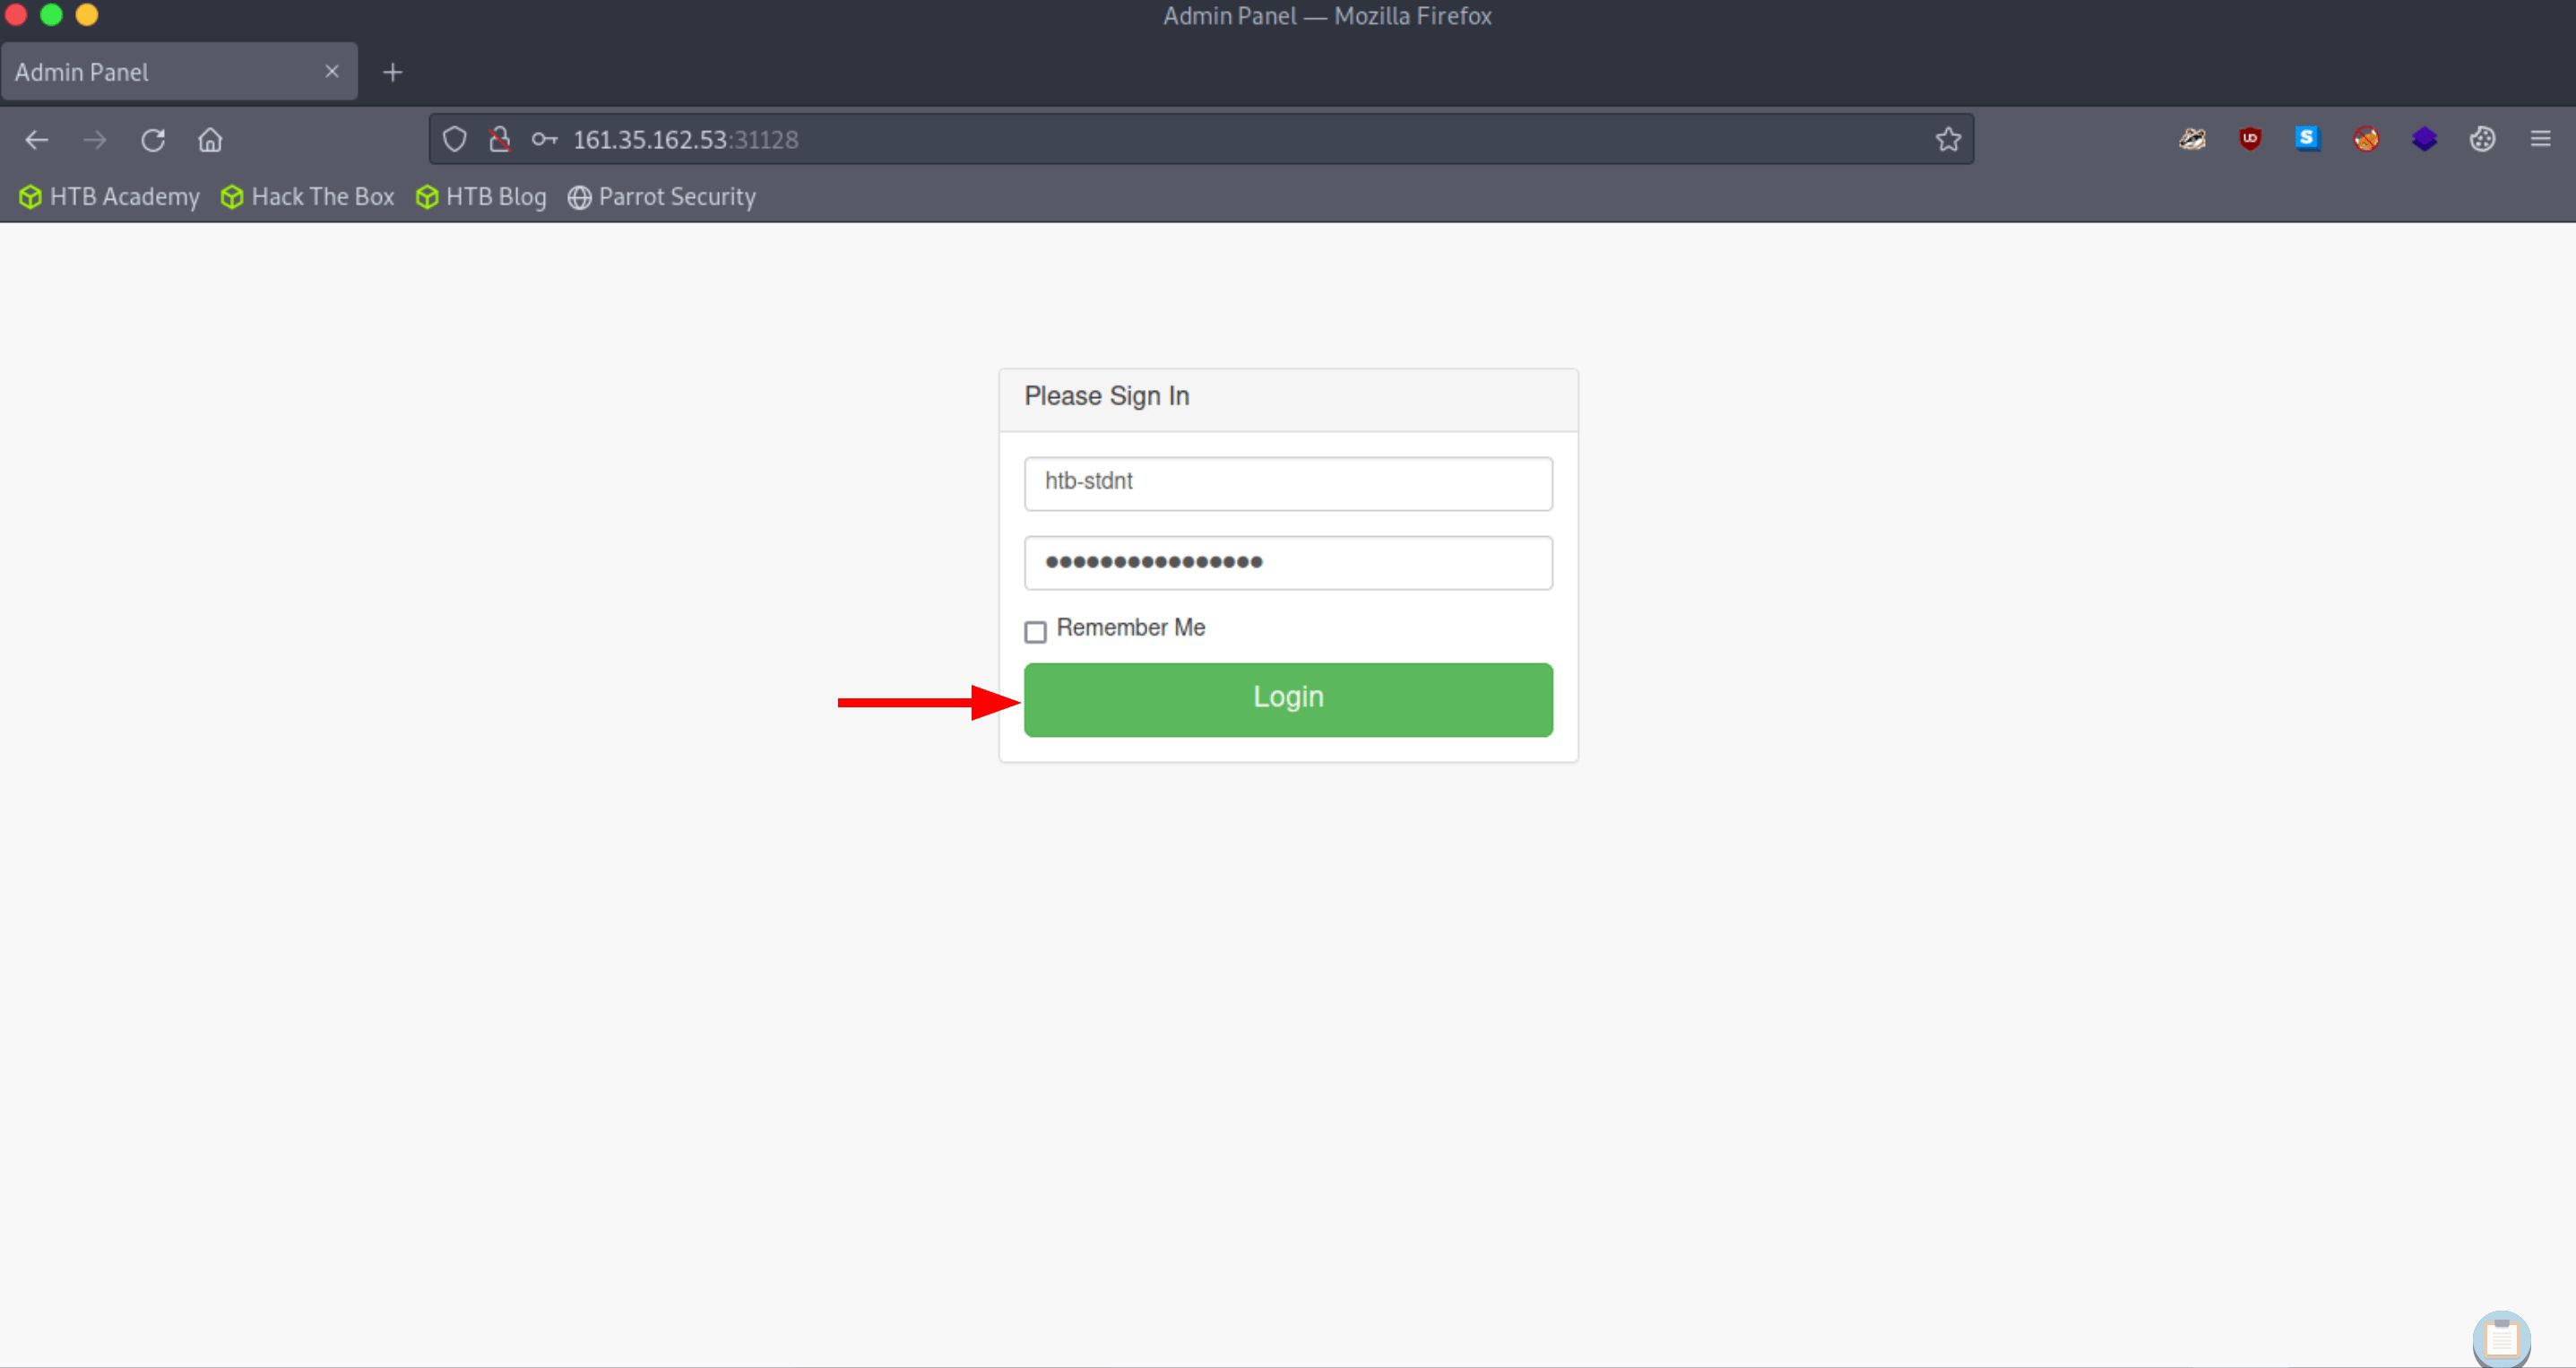 Admin Panel — Mozilla Firefox
Admin Panel
161.35.162.53:31128
HTB Academy Hack The Box HTB Blog Parrot Security
Please Sign In
htb-stdnt
••••••••••••••••
Remember Me
Login